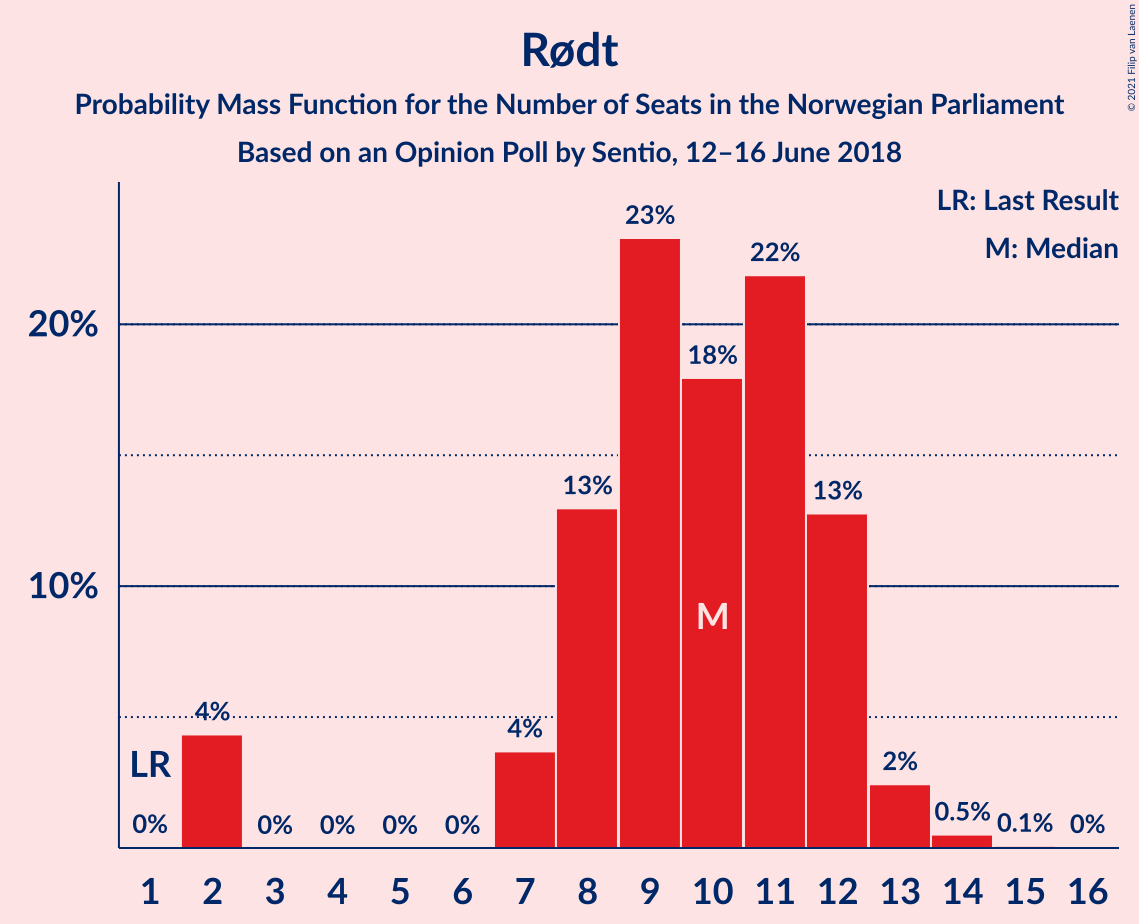 Rødt
Probability Mass Function for the Number of Seats in the Norwegian Parliament
Based on an Opinion Poll by Sentio, 12–16 June 2018
© 2021 Filip van Laenen
LR: Last Result
M: Median
20%
10%
LR
M
0%
4%
0%
0%
0%
0%
4%
13%
23%
18%
22%
13%
2%
0.5%
0.1%
0%
1 2 3 4 5 6 7 8 9 10 11 12 13 14 15 16